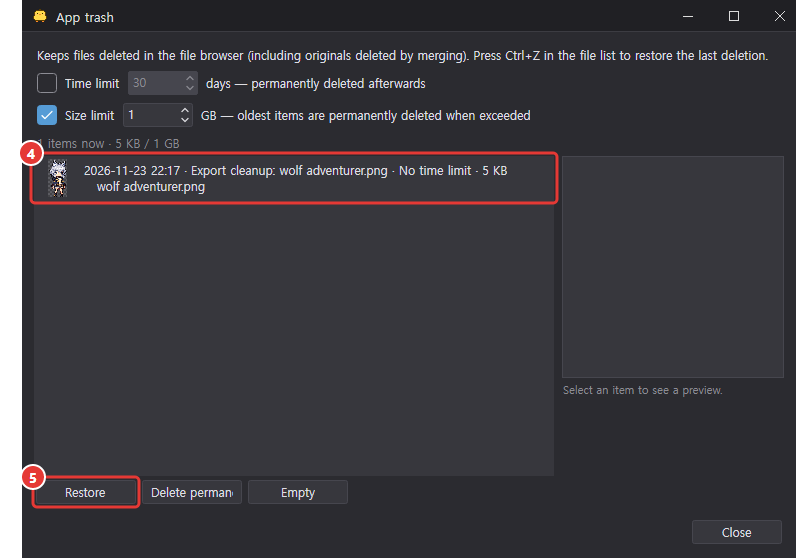 App trash
Keeps files deleted in the file browser (including originals deleted by merging). Press Ctrl+Z in the file list to restore the last deletion.
Time limit 30 days — permanently deleted afterwards
Size limit 1 GB — oldest items are permanently deleted when exceeded
items now · 5 KB / 1 GB
4
2026-11-23 22:17 · Export cleanup: wolf adventurer.png · No time limit · 5 KB
wolf adventurer.png
Select an item to see a preview.
5
Restore Delete perman Empty
Close